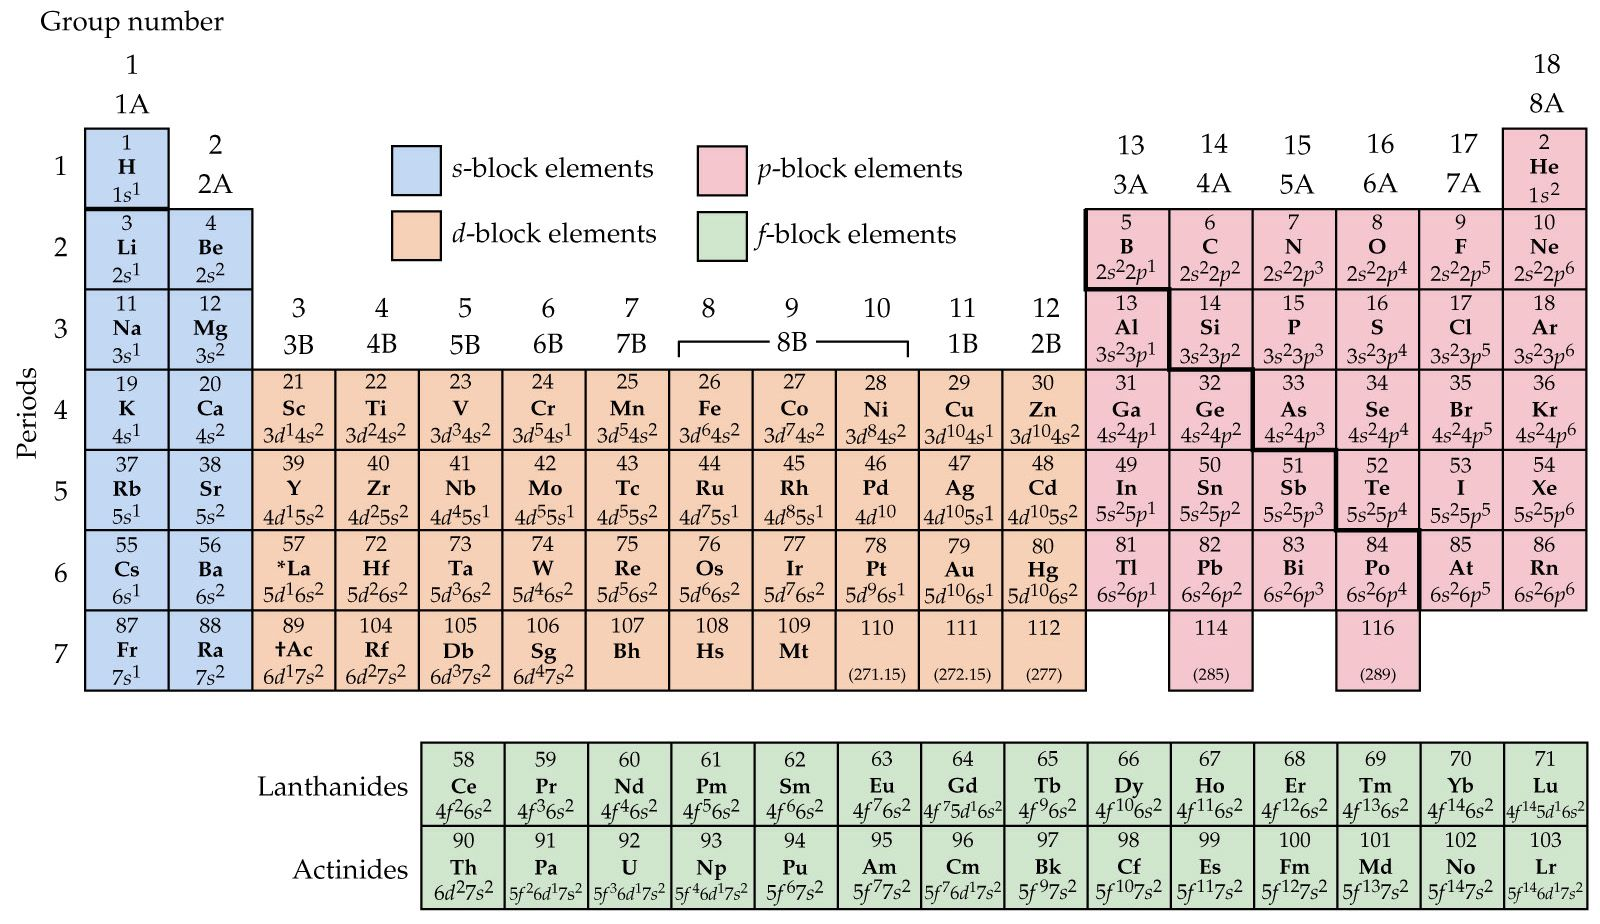 Group number
1 18
1A 8A
1 2 2
1 H 2 13 14 15 16 17 He
1s¹ 2A s-block elements p-block elements 3A 4A 5A 6A 7A 1s²
3 4 5 6 7 8 9 10
2 Li Be d-block elements f-block elements B C N O F Ne
2s¹ 2s² 2s²2p¹ 2s²2p² 2s²2p³ 2s²2p⁴ 2s²2p⁵ 2s²2p⁶
11 12 3 4 5 6 7 8 9 10 11 12 13 14 15 16 17 18
3 Na Mg 3B 4B 5B 6B 7B 8B 1B 2B Al Si P S Cl Ar
3s¹ 3s² 3s²3p¹ 3s²3p² 3s²3p³ 3s²3p⁴ 3s²3p⁵ 3s²3p⁶
Periods
19 20 21 22 23 24 25 26 27 28 29 30 31 32 33 34 35 36
4 K Ca Sc Ti V Cr Mn Fe Co Ni Cu Zn Ga Ge As Se Br Kr
4s¹ 4s² 3d¹4s² 3d²4s² 3d³4s² 3d⁵4s¹ 3d⁵4s² 3d⁶4s² 3d⁷4s² 3d⁸4s² 3d¹⁰4s¹ 3d¹⁰4s² 4s²4p¹ 4s²4p² 4s²4p³ 4s²4p⁴ 4s²4p⁵ 4s²4p⁶
37 38 39 40 41 42 43 44 45 46 47 48 49 50 51 52 53 54
5 Rb Sr Y Zr Nb Mo Tc Ru Rh Pd Ag Cd In Sn Sb Te I Xe
5s¹ 5s² 4d¹5s² 4d²5s² 4d⁴5s¹ 4d⁵5s¹ 4d⁵5s² 4d⁷5s¹ 4d⁸5s¹ 4d¹⁰ 4d¹⁰5s¹ 4d¹⁰5s² 5s²5p¹ 5s²5p² 5s²5p³ 5s²5p⁴ 5s²5p⁵ 5s²5p⁶
55 56 57 72 73 74 75 76 77 78 79 80 81 82 83 84 85 86
6 Cs Ba *La Hf Ta W Re Os Ir Pt Au Hg Tl Pb Bi Po At Rn
6s¹ 6s² 5d¹6s² 5d²6s² 5d³6s² 5d⁴6s² 5d⁵6s² 5d⁶6s² 5d⁷6s² 5d⁹6s¹ 5d¹⁰6s¹ 5d¹⁰6s² 6s²6p¹ 6s²6p² 6s²6p³ 6s²6p⁴ 6s²6p⁵ 6s²6p⁶
87 88 89 104 105 106 107 108 109 110 111 112 114 116
7 Fr Ra †Ac Rf Db Sg Bh Hs Mt
7s¹ 7s² 6d¹7s² 6d²7s² 6d³7s² 6d⁴7s² (271.15) (272.15) (277) (285) (289)
58 59 60 61 62 63 64 65 66 67 68 69 70 71
Lanthanides Ce Pr Nd Pm Sm Eu Gd Tb Dy Ho Er Tm Yb Lu
4f²6s² 4f³6s² 4f⁴6s² 4f⁵6s² 4f⁶6s² 4f⁷6s² 4f⁷5d¹6s² 4f⁹6s² 4f¹⁰6s² 4f¹¹6s² 4f¹²6s² 4f¹³6s² 4f¹⁴6s² 4f¹⁴5d¹6s²
90 91 92 93 94 95 96 97 98 99 100 101 102 103
Actinides Th Pa U Np Pu Am Cm Bk Cf Es Fm Md No Lr
6d²7s² 5f²6d¹7s² 5f³6d¹7s² 5f⁴6d¹7s² 5f⁶7s² 5f⁷7s² 5f⁷6d¹7s² 5f⁹7s² 5f¹⁰7s² 5f¹¹7s² 5f¹²7s² 5f¹³7s² 5f¹⁴7s² 5f¹⁴6d¹7s²